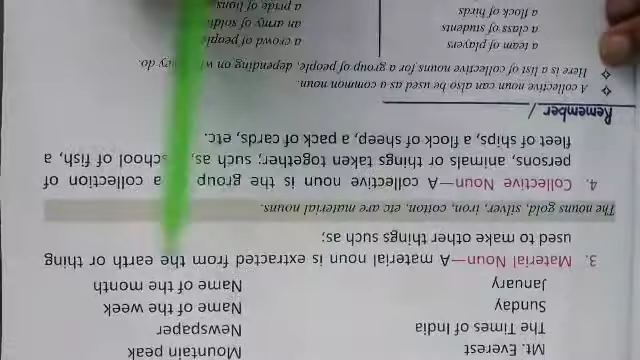 Mt. Everest Mountain peak
The Times of India Newspaper
Sunday Name of the week
January Name of the month
3. Material Noun—A material noun is extracted from the earth or thing
used to make other things such as;
The nouns gold, silver, iron, cotton, etc are material nouns.
4. Collective Noun—A collective noun is the group a collection of
persons, animals or things taken together; such as, school of fish, a
fleet of ships, a flock of sheep, a pack of cards, etc.
Remember
A collective noun can also be used as a common noun.
Here is a list of collective nouns for a group of people, depending on they do.
a team of players a crowd of people
a class of students an army of
a flock of birds a pride of lions